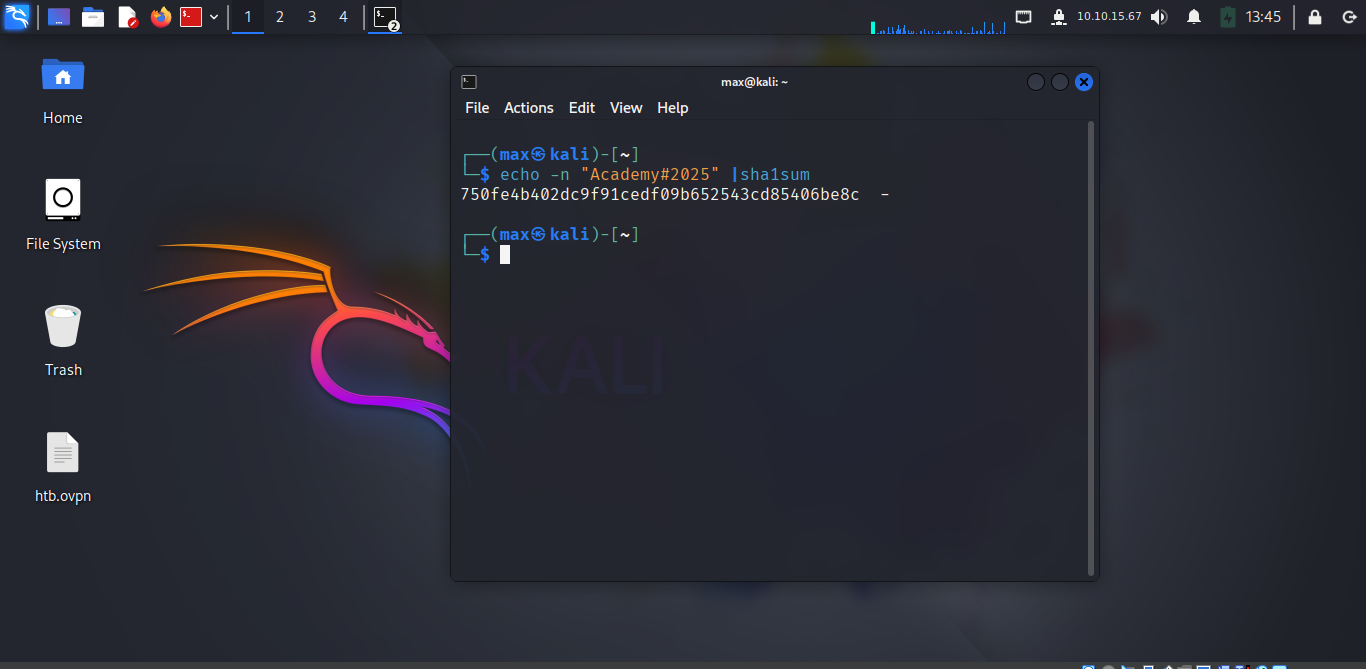 1 2 3 4 2 10.10.15.67 13:45
Home
File System
Trash
htb.ovpn
max@kali: ~
File Actions Edit View Help
┌──(max㉿kali)-[~]
└─$ echo -n "Academy#2025" |sha1sum
750fe4b402dc9f91cedf09b652543cd85406be8c  -
┌──(max㉿kali)-[~]
└─$
KALI